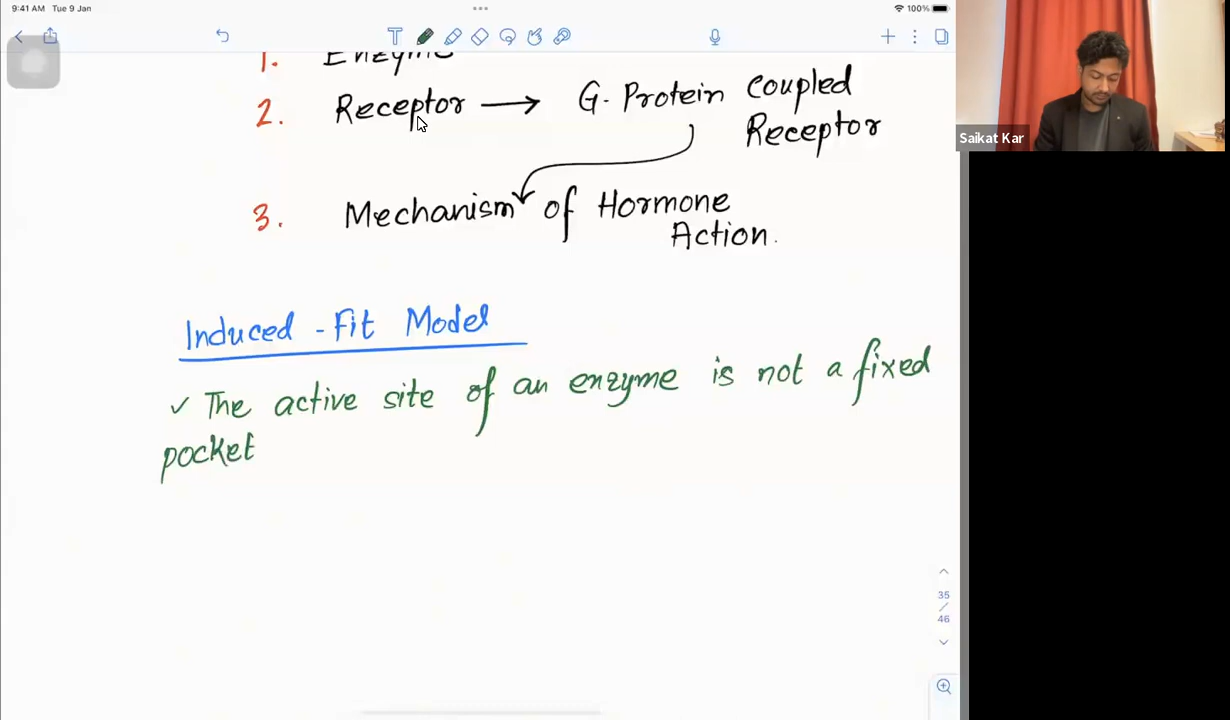 9:41 AM Tue 9 Jan
100%
1. Enzyme
2. Receptor → G-Protein Coupled
Receptor
Saikat Kar
3. Mechanism of Hormone
Action.
Induced-Fit Model
✓ The active site of an enzyme is not a fixed
pocket
35
/
46